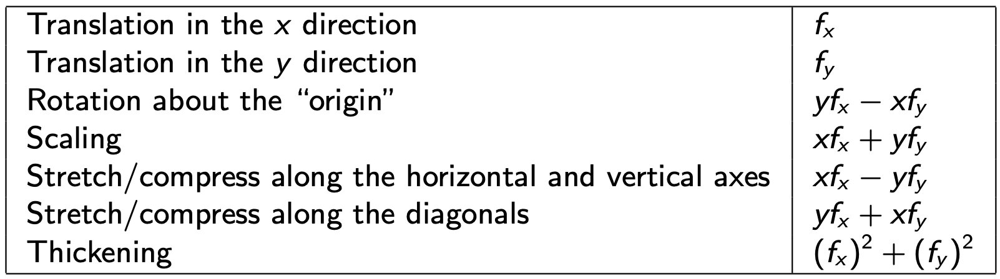 Translation in the x direction f_x
Translation in the y direction f_y
Rotation about the “origin” yf_x − xf_y
Scaling xf_x + yf_y
Stretch/compress along the horizontal and vertical axes xf_x − yf_y
Stretch/compress along the diagonals yf_x + xf_y
Thickening (f_x)^2 + (f_y)^2